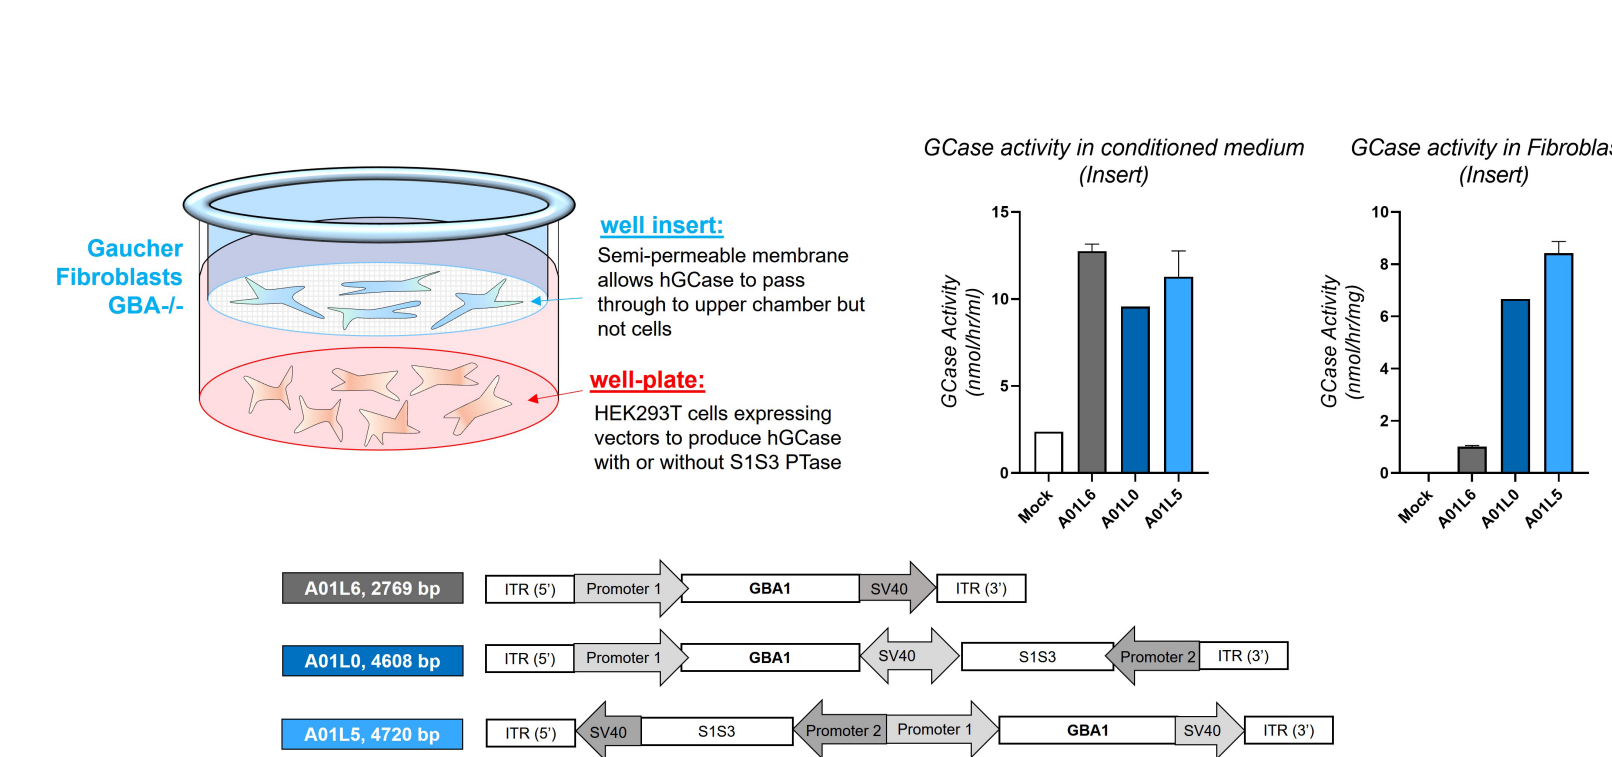 GCase activity in conditioned medium
(Insert)
GCase activity in Fibroblas
(Insert)
Gaucher
Fibroblasts
GBA-/-
well insert:
Semi-permeable membrane
allows hGCase to pass
through to upper chamber but
not cells
well-plate:
HEK293T cells expressing
vectors to produce hGCase
with or without S1S3 PTase
GCase Activity
(nmol/hr/ml)
15
10
5
0
Mock
A01L6
A01L0
A01L5
GCase Activity
(nmol/hr/mg)
10
8
6
4
2
0
Mock
A01L6
A01L0
A01L5
A01L6, 2769 bp
ITR (5’) Promoter 1 GBA1 SV40 ITR (3’)
A01L0, 4608 bp
ITR (5’) Promoter 1 GBA1 SV40 S1S3 Promoter 2 ITR (3’)
A01L5, 4720 bp
ITR (5’) SV40 S1S3 Promoter 2 Promoter 1 GBA1 SV40 ITR (3’)